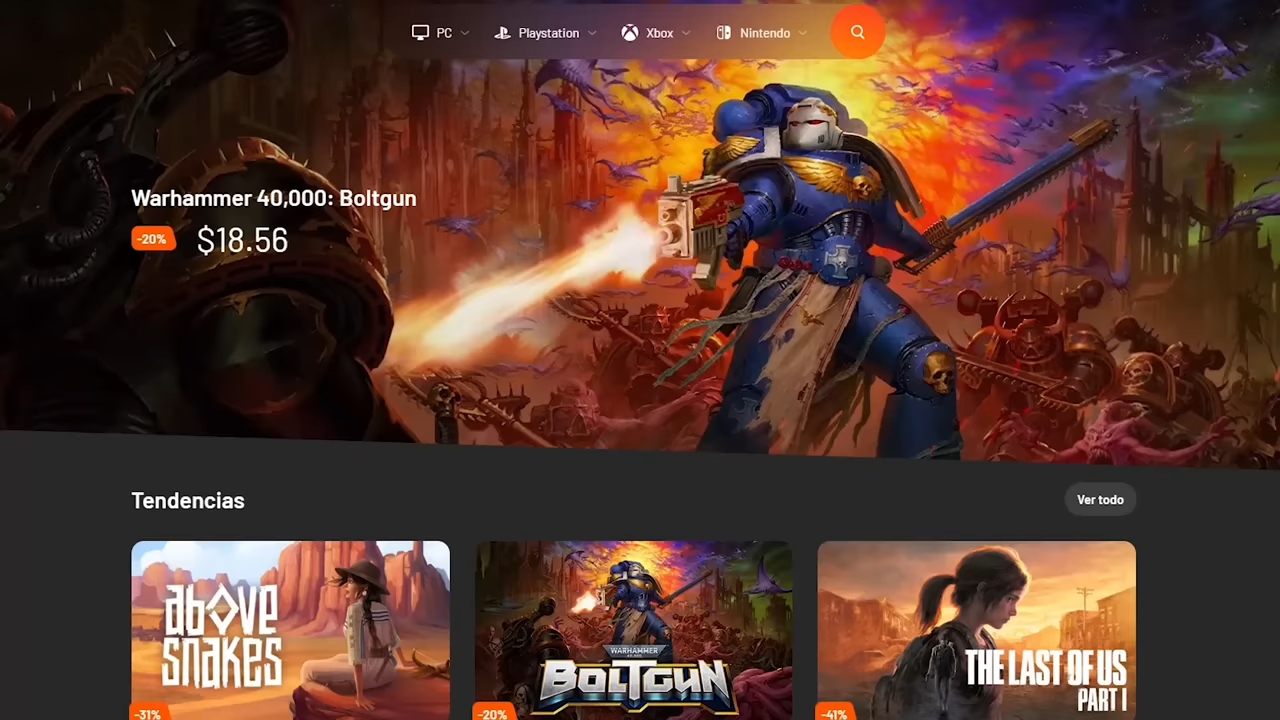 PC
Playstation
Xbox
Nintendo
Warhammer 40,000: Boltgun
-20%
$18.56
Tendencias
Ver todo
above
snakes
-31%
WARHAMMER
BOLTGUN
-20%
THE LAST OF US
PART I
-41%